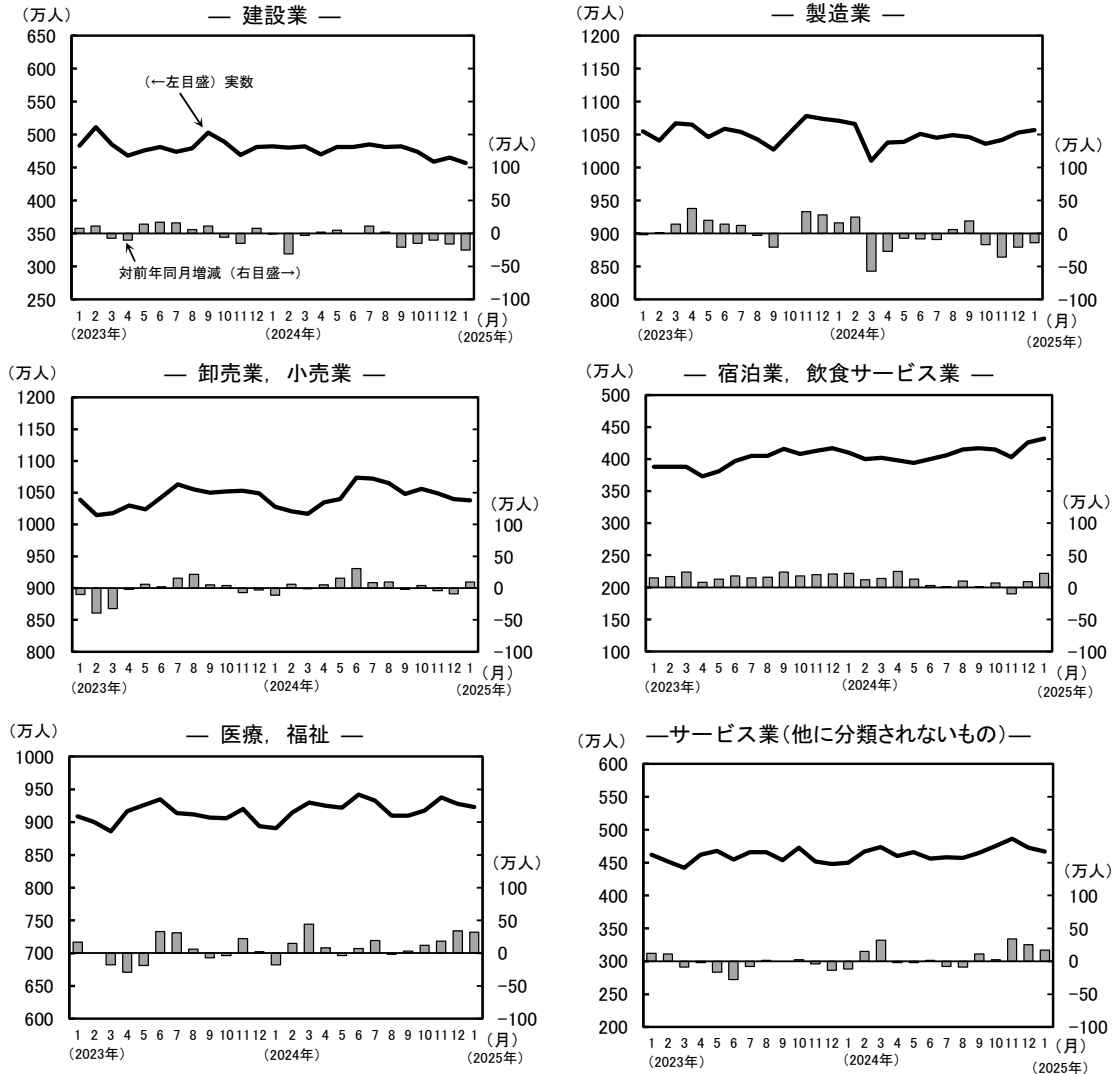 — 建設業 —
(万人)
650
600
550
500
450
400
350
300
250
(←左目盛) 実数
対前年同月増減 (右目盛→)
(万人)
100
50
0
-50
-100
1 2 3 4 5 6 7 8 9 10 11 12 1 2 3 4 5 6 7 8 9 10 11 12 1 (月)
(2023年) (2024年) (2025年)
— 製造業 —
(万人)
1200
1150
1100
1050
1000
950
900
850
800
(万人)
100
50
0
-50
-100
1 2 3 4 5 6 7 8 9 10 11 12 1 2 3 4 5 6 7 8 9 10 11 12 1 (月)
(2023年) (2024年) (2025年)
— 卸売業, 小売業 —
(万人)
1200
1150
1100
1050
1000
950
900
850
800
(万人)
100
50
0
-50
-100
1 2 3 4 5 6 7 8 9 10 11 12 1 2 3 4 5 6 7 8 9 10 11 12 1 (月)
(2023年) (2024年) (2025年)
— 宿泊業, 飲食サービス業 —
(万人)
500
450
400
350
300
250
200
150
100
(万人)
100
50
0
-50
-100
1 2 3 4 5 6 7 8 9 10 11 12 1 2 3 4 5 6 7 8 9 10 11 12 1 (月)
(2023年) (2024年) (2025年)
— 医療, 福祉 —
(万人)
1000
950
900
850
800
750
700
650
600
(万人)
100
50
0
-50
-100
1 2 3 4 5 6 7 8 9 10 11 12 1 2 3 4 5 6 7 8 9 10 11 12 1 (月)
(2023年) (2024年) (2025年)
—サービス業(他に分類されないもの)—
(万人)
600
550
500
450
400
350
300
250
200
(万人)
100
50
0
-50
-100
1 2 3 4 5 6 7 8 9 10 11 12 1 2 3 4 5 6 7 8 9 10 11 12 1 (月)
(2023年) (2024年) (2025年)